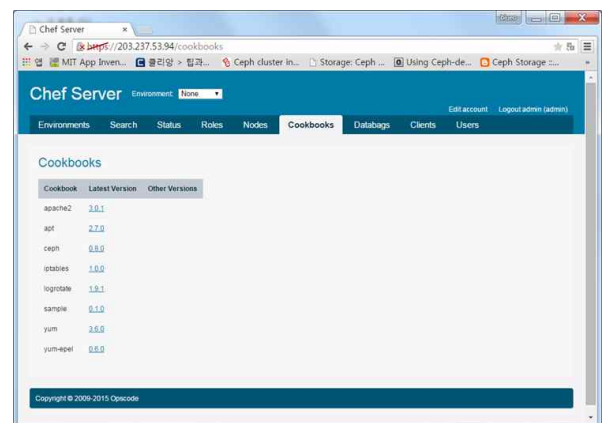 Chef Server
https://203.237.53.94/cookbooks
앱 MIT App Inven... 클리앙 > 팁과... Ceph cluster in... Storage: Ceph ... Using Ceph-de... Ceph Storage ::...
Chef Server Environment: None
Edit account Logout admin (admin)
Environments Search Status Roles Nodes Cookbooks Databags Clients Users
Cookbooks
Cookbook Latest Version Other Versions
apache2 3.0.1
apt 2.7.0
ceph 0.8.0
iptables 1.0.0
logrotate 1.9.1
sample 0.1.0
yum 3.6.0
yum-epel 0.6.0
Copyright © 2009-2015 Opscode